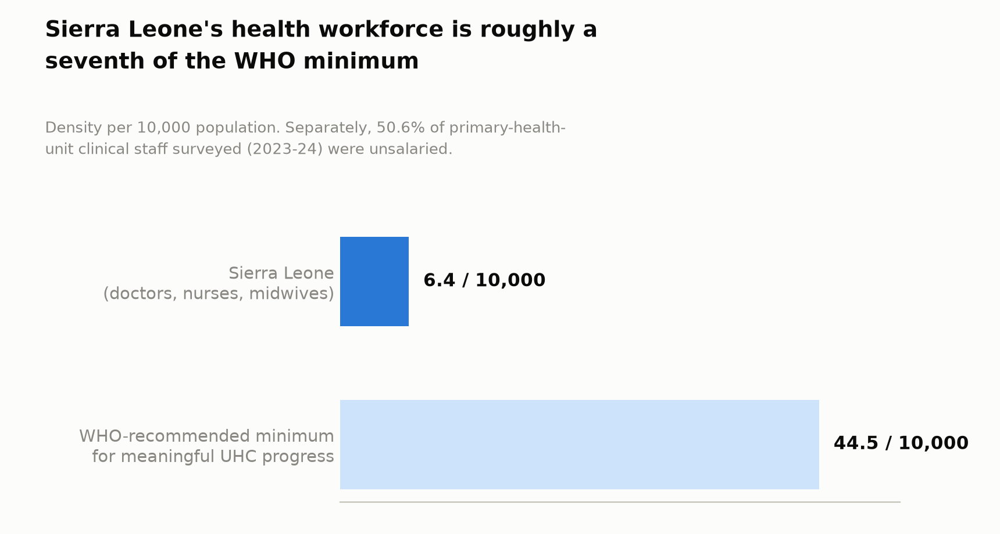 Sierra Leone's health workforce is roughly a
seventh of the WHO minimum
Density per 10,000 population. Separately, 50.6% of primary-health-
unit clinical staff surveyed (2023-24) were unsalaried.
Sierra Leone
(doctors, nurses, midwives)
6.4 / 10,000
WHO-recommended minimum
for meaningful UHC progress
44.5 / 10,000